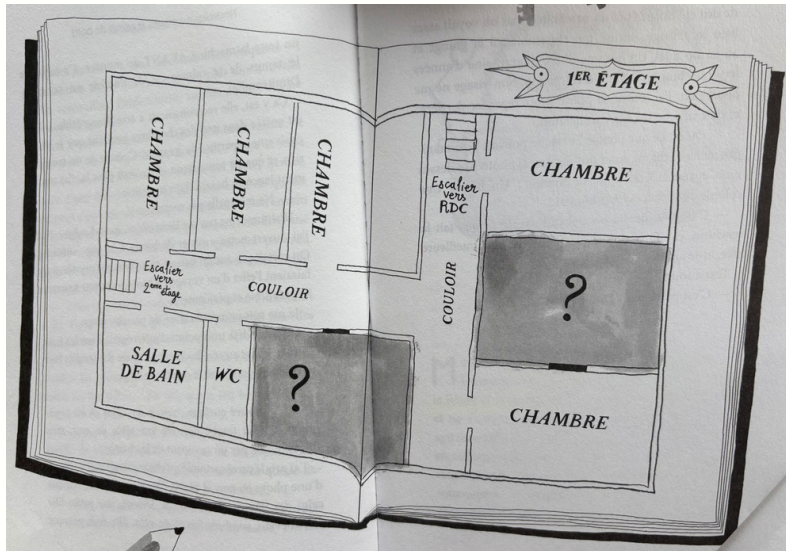 1ER ÉTAGE
CHAMBRE
CHAMBRE
CHAMBRE
Escalier
vers
RDC
CHAMBRE
Escalier
vers
2eme étage
COULOIR
COULOIR
?
SALLE
DE BAIN
WC
?
CHAMBRE